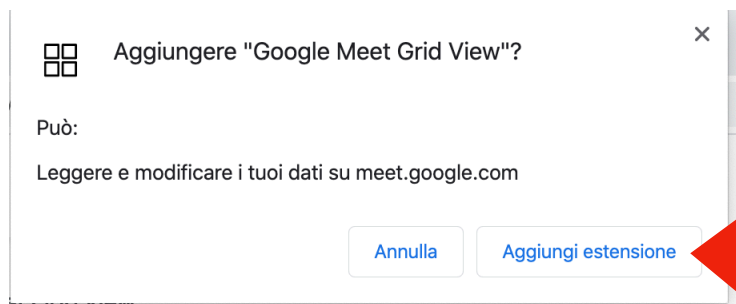 Aggiungere "Google Meet Grid View"?
Può:
Leggere e modificare i tuoi dati su meet.google.com
Annulla
Aggiungi estensione